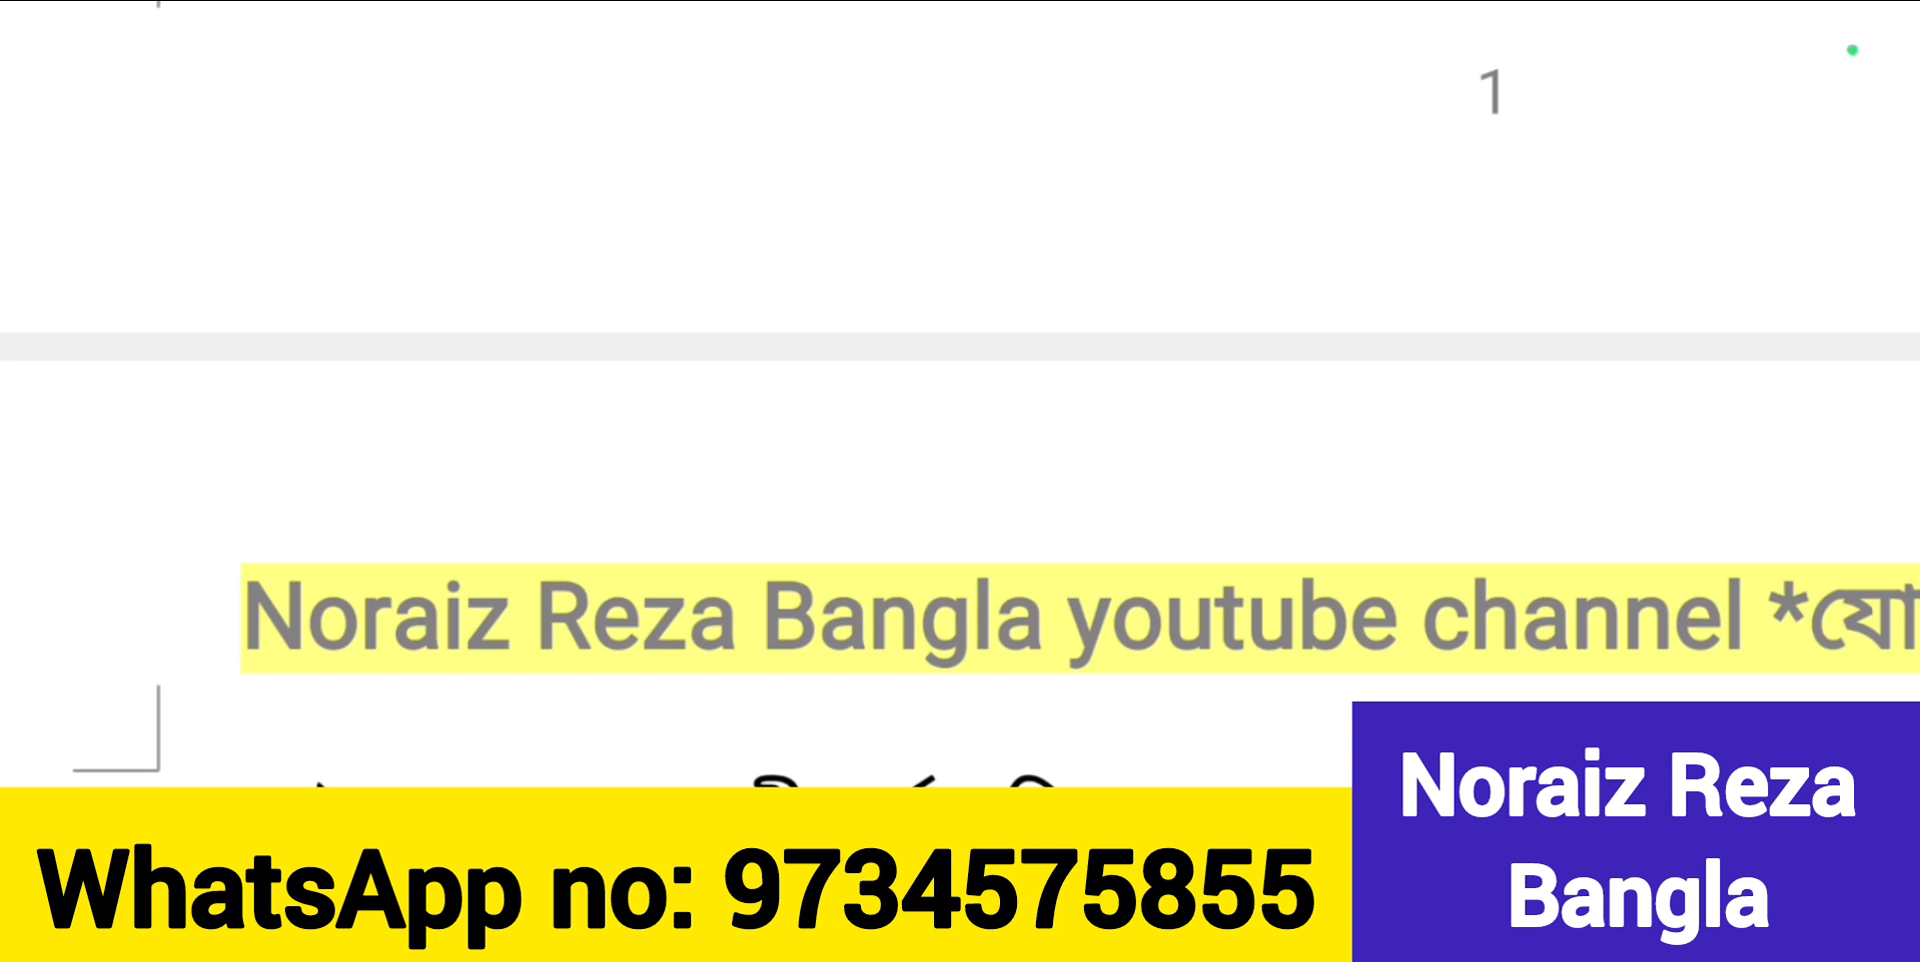 1
Noraiz Reza Bangla youtube channel *যো
WhatsApp no: 9734575855
Noraiz Reza
Bangla